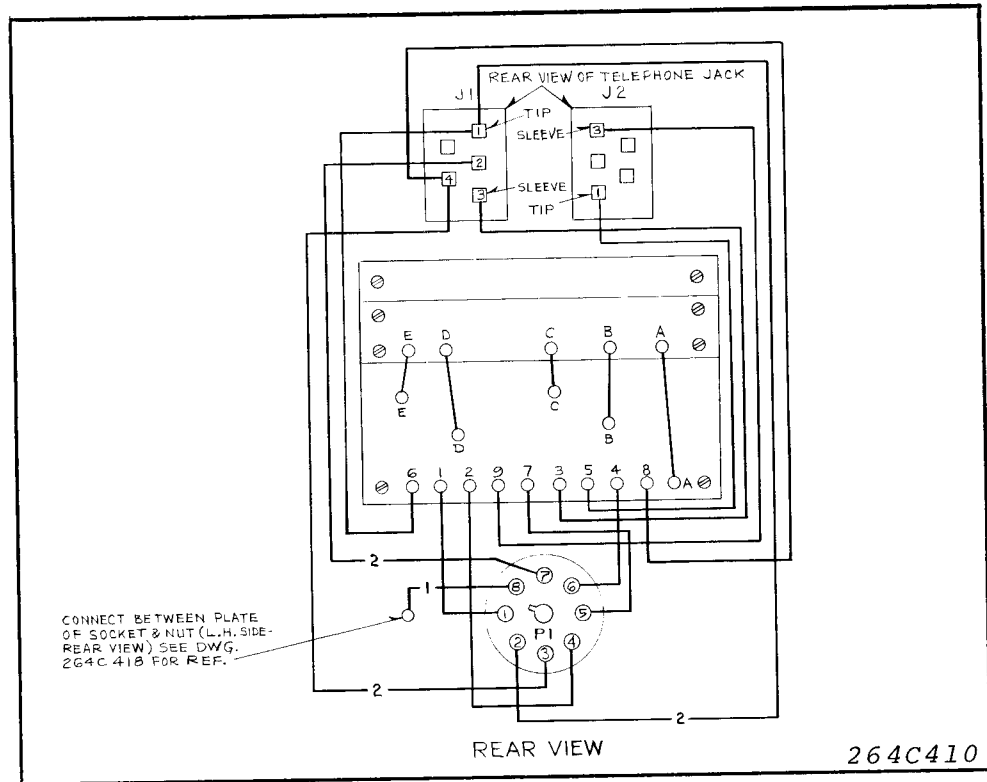 REAR VIEW OF TELEPHONE JACK
J1
J2
1
TIP
SLEEVE
3
2
4
3
SLEEVE
1
TIP
E
D
C
B
A
E
D
C
B
6
1
2
9
7
3
5
4
8
A
2
7
1
8
6
1
5
P1
2
3
4
CONNECT BETWEEN PLATE
OF SOCKET & NUT (L.H. SIDE-
REAR VIEW) SEE DWG.
264C 418 FOR REF.
2
2
REAR VIEW
264C410